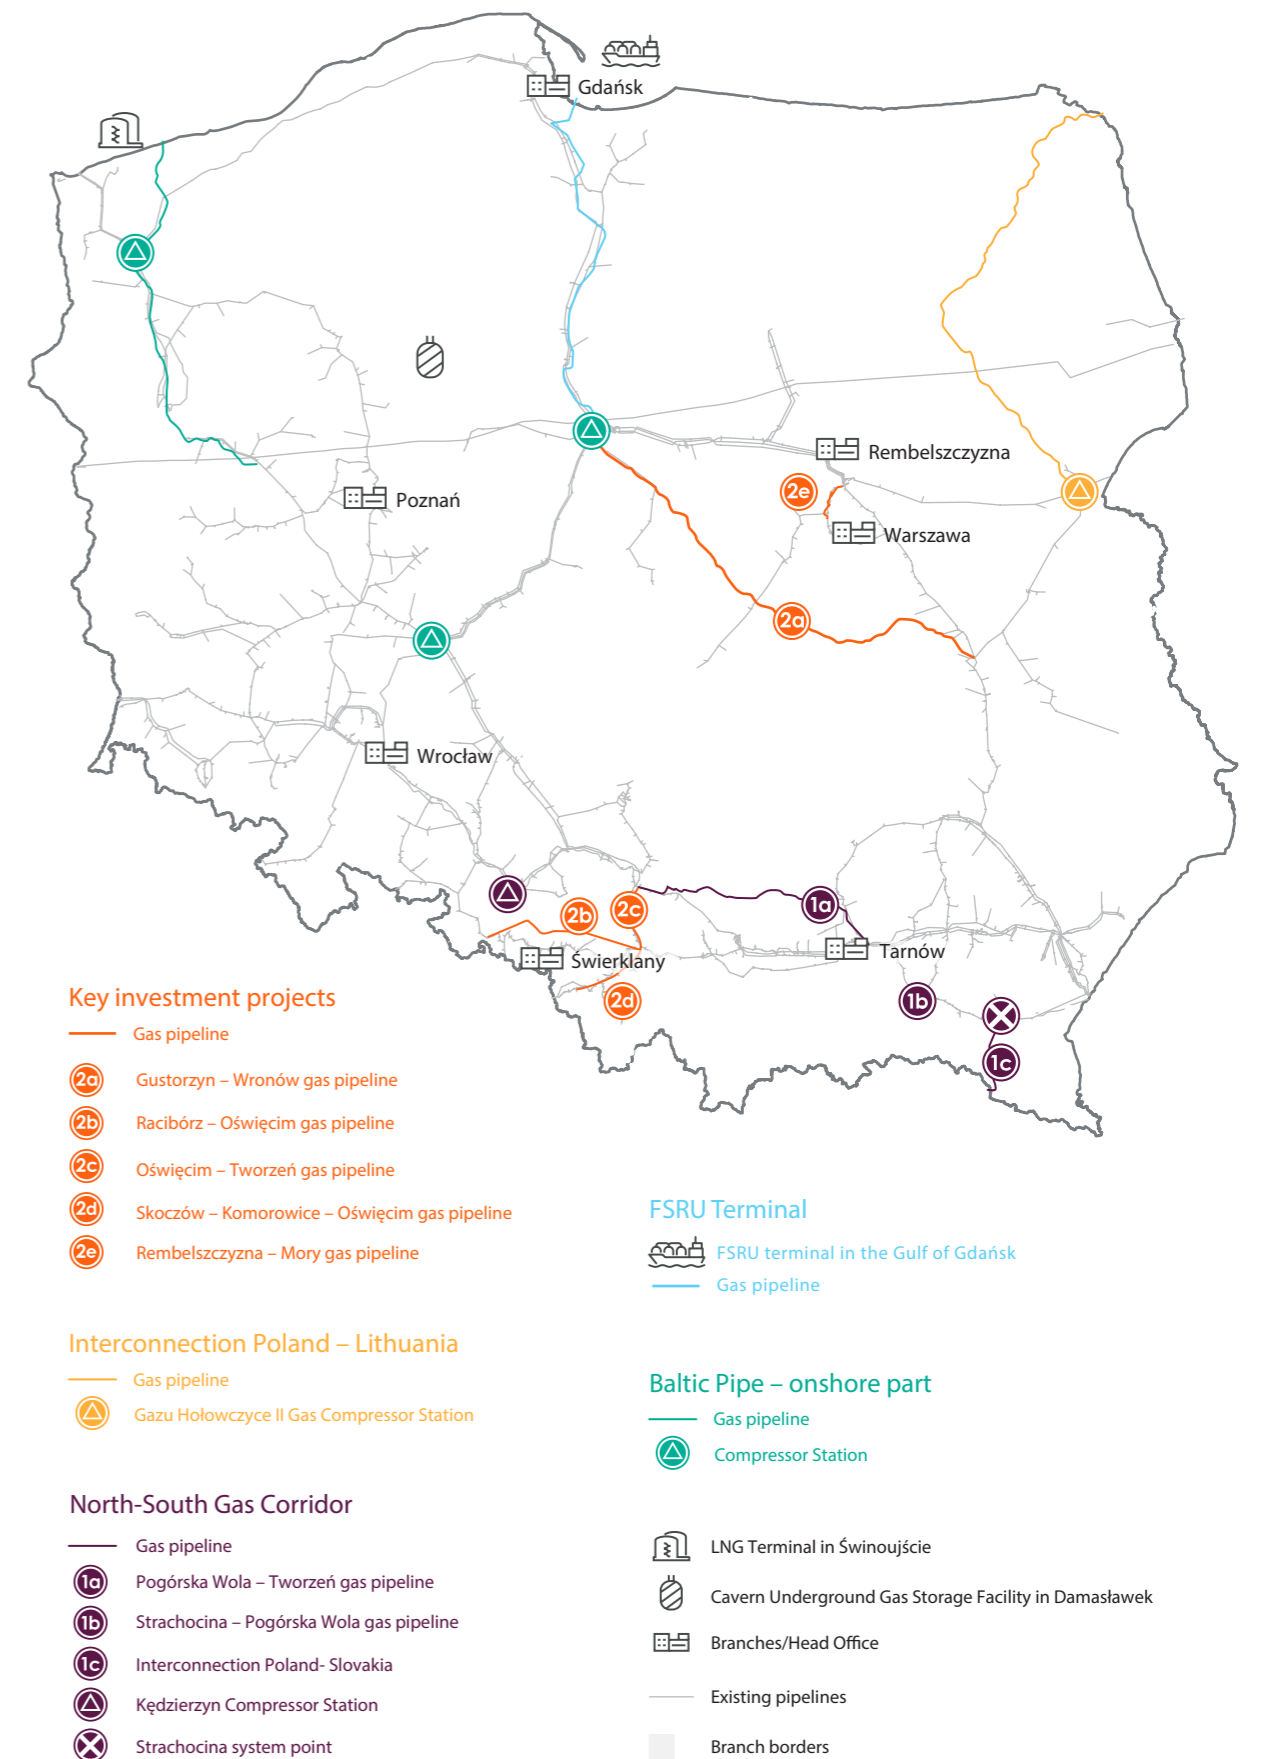 Gdańsk
Rembelszczyzna
2e
Poznań
Warszawa
2a
Wrocław
1a
2b
2c
Tarnów
Świerklany
2d
1b
1c
Key investment projects
Gas pipeline
2a Gustorzyn – Wronów gas pipeline
2b Racibórz – Oświęcim gas pipeline
2c Oświęcim – Tworzeń gas pipeline
2d Skoczów – Komorowice – Oświęcim gas pipeline
2e Rembelszczyzna – Mory gas pipeline
Interconnection Poland – Lithuania
Gas pipeline
Gazu Hołowczyce II Gas Compressor Station
North-South Gas Corridor
Gas pipeline
1a Pogórska Wola – Tworzeń gas pipeline
1b Strachocina – Pogórska Wola gas pipeline
1c Interconnection Poland- Slovakia
Kędzierzyn Compressor Station
Strachocina system point
FSRU Terminal
FSRU terminal in the Gulf of Gdańsk
Gas pipeline
Baltic Pipe – onshore part
Gas pipeline
Compressor Station
LNG Terminal in Świnoujście
Cavern Underground Gas Storage Facility in Damasławek
Branches/Head Office
Existing pipelines
Branch borders